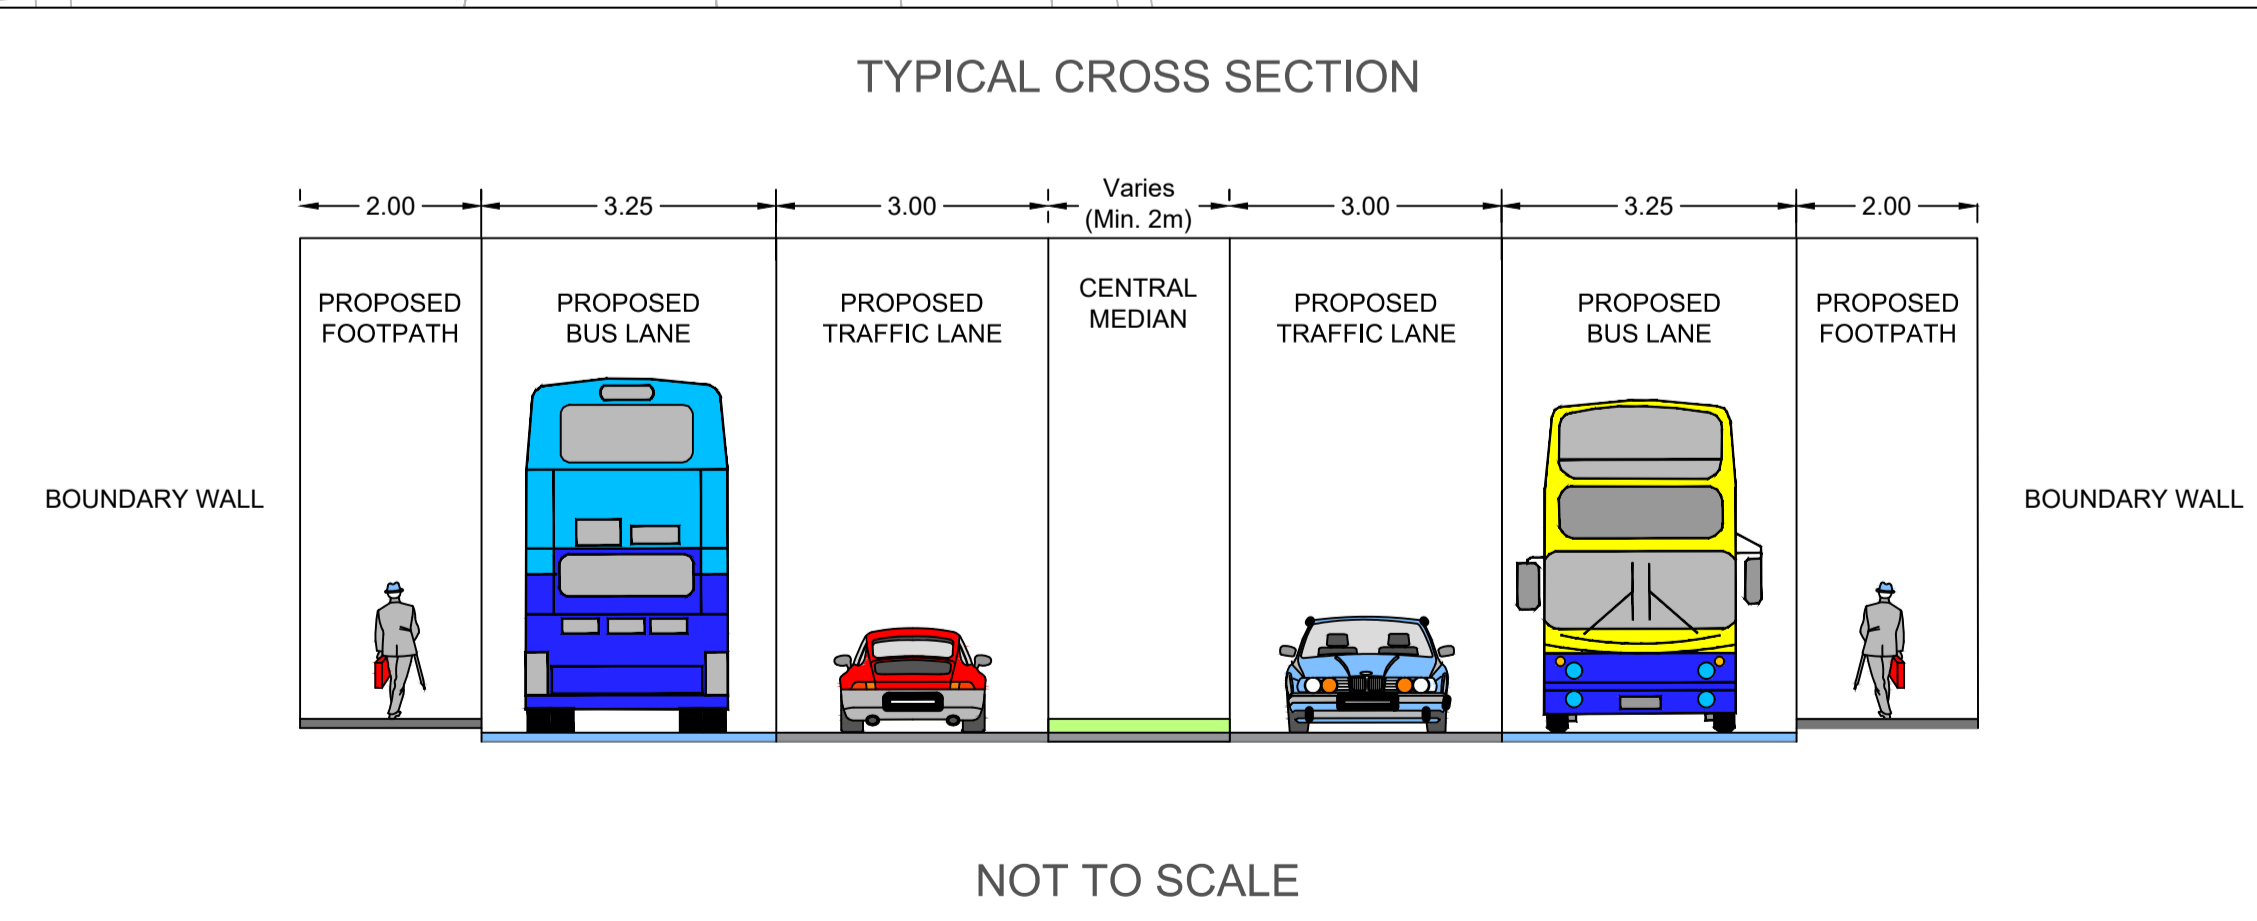 TYPICAL CROSS SECTION
2.00 3.25 3.00 Varies (Min. 2m) 3.00 3.25 2.00
PROPOSED FOOTPATH
PROPOSED BUS LANE
PROPOSED TRAFFIC LANE
CENTRAL MEDIAN
PROPOSED TRAFFIC LANE
PROPOSED BUS LANE
PROPOSED FOOTPATH
BOUNDARY WALL
BOUNDARY WALL
NOT TO SCALE